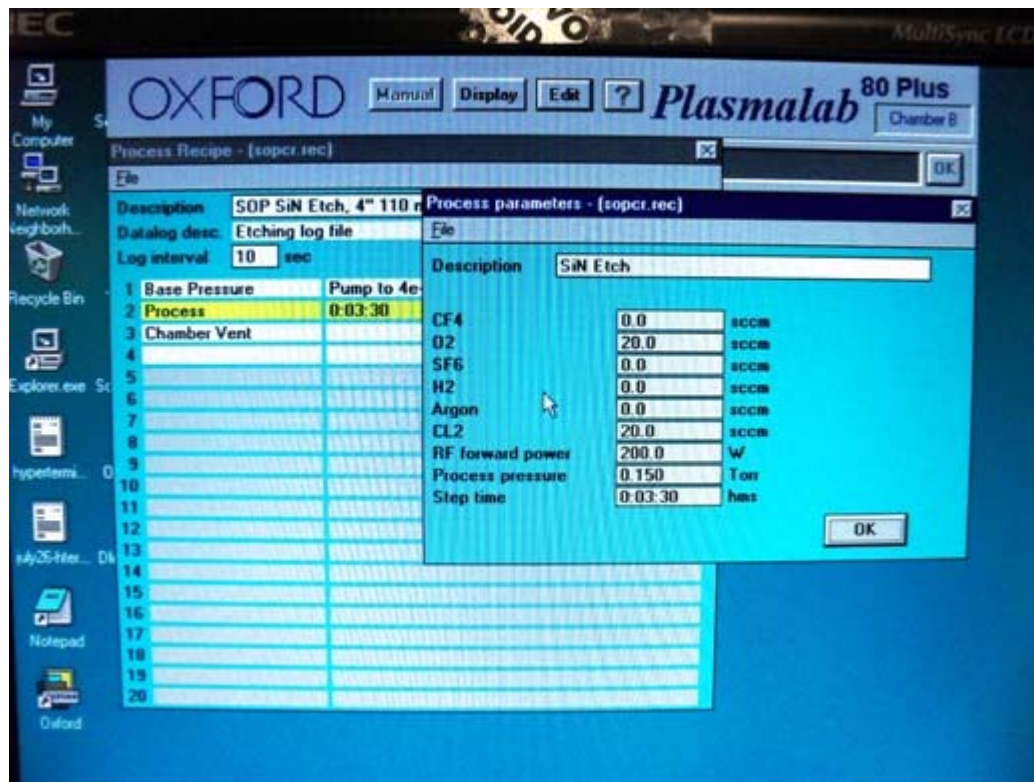 NEC
MultiSync LCD
My Computer
Network Neighborh...
Recycle Bin
Explorer.exe
hypertermi...
july26-hter...
Notepad
Oxford
OXFORD
Manual
Display
Edit
?
Plasmalab 80 Plus
Chamber B
OK
Process Recipe - [sopcr.rec]
File
Description SOP SiN Etch, 4" 110
Datalog desc. Etching log file
Log interval 10 sec
1 Base Pressure Pump to 4e-
2 Process 0:03:30
3 Chamber Vent
4
5
6
7
8
9
10
11
12
13
14
15
16
17
18
19
20
Process parameters - [sopcr.rec]
File
Description SiN Etch
CF4 0.0 sccm
O2 20.0 sccm
SF6 0.0 sccm
H2 0.0 sccm
Argon 0.0 sccm
CL2 20.0 sccm
RF forward power 200.0 W
Process pressure 0.150 Torr
Step time 0:03:30 hms
OK